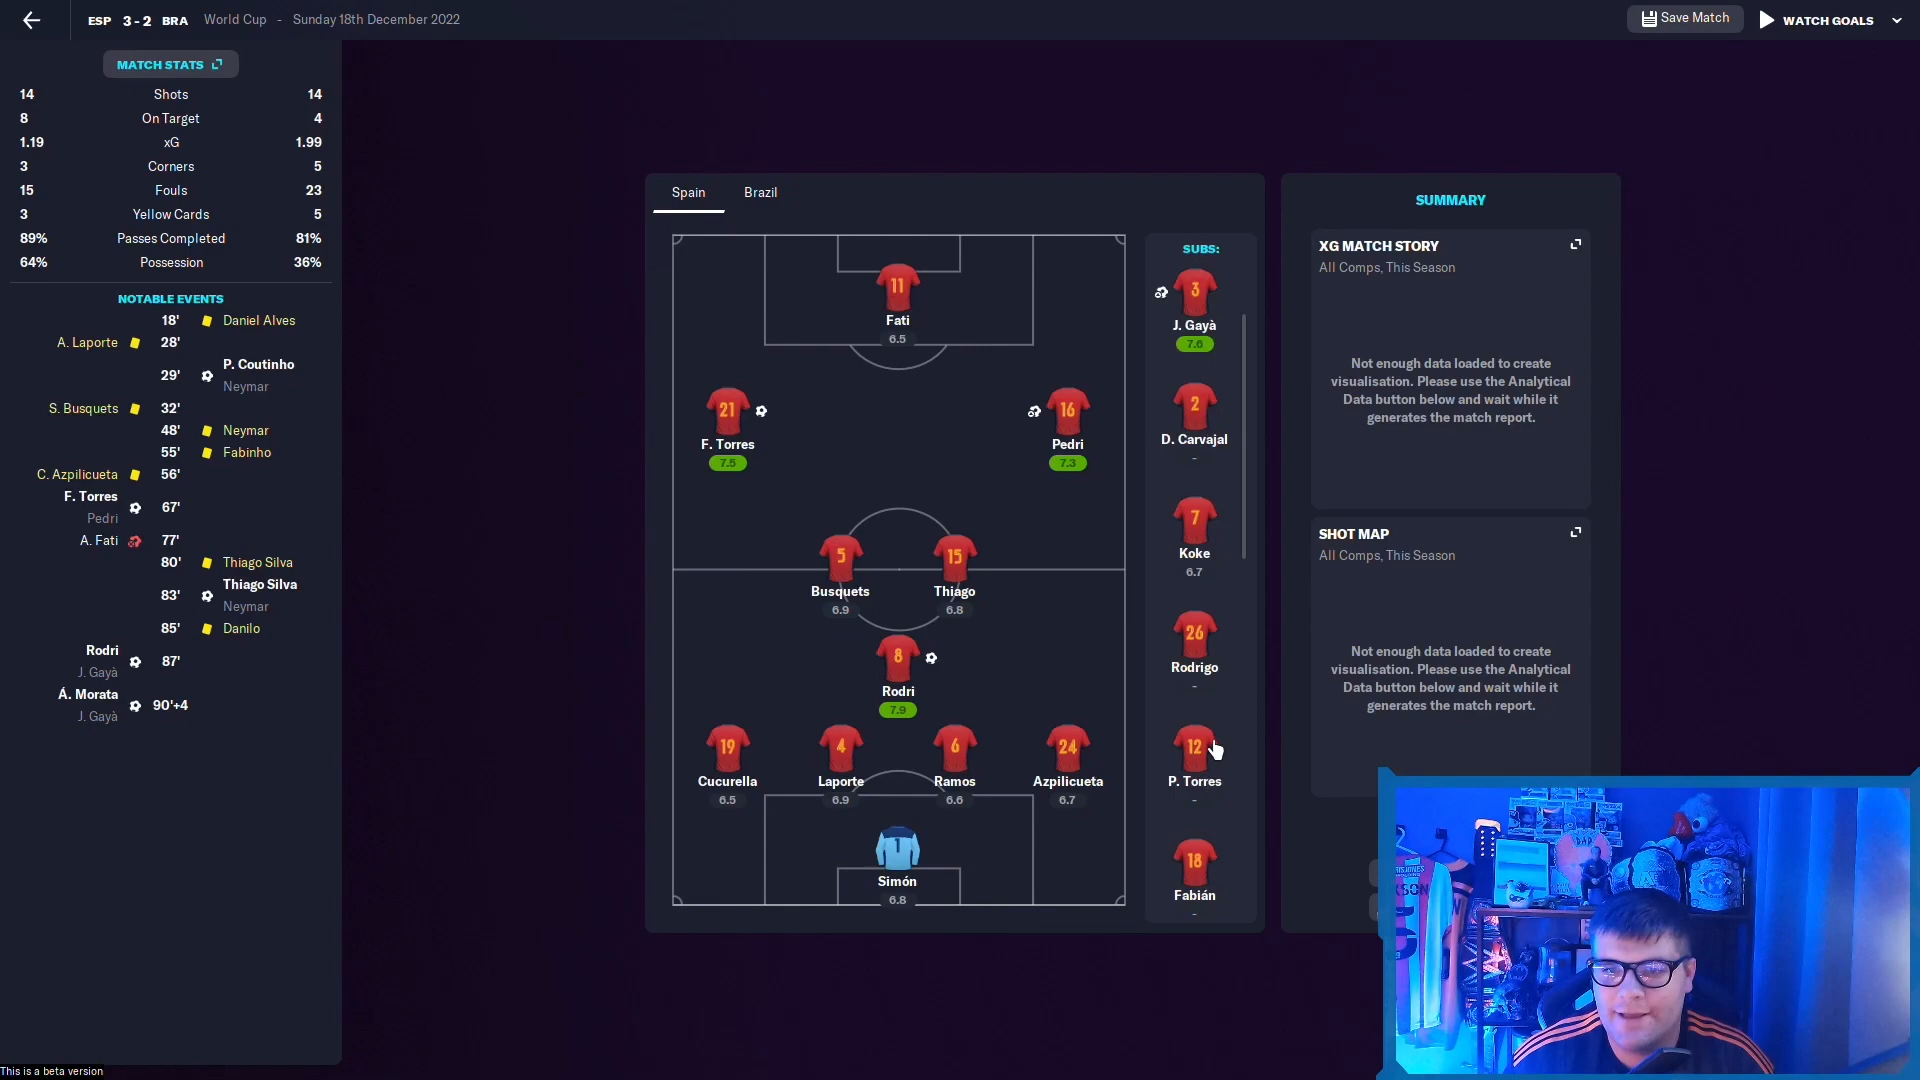 ESP 3 - 2 BRA World Cup - Sunday 18th December 2022
Save Match
WATCH GOALS
MATCH STATS
14 Shots 14
8 On Target 4
1.19 xG 1.99
3 Corners 5
15 Fouls 23
3 Yellow Cards 5
89% Passes Completed 81%
64% Possession 36%
NOTABLE EVENTS
18' Daniel Alves
A. Laporte 28'
P. Coutinho
29'
Neymar
S. Busquets 32'
48' Neymar
55' Fabinho
C. Azpilicueta 56'
F. Torres
67'
Pedri
A. Fati 77'
80' Thiago Silva
Thiago Silva
83'
Neymar
85' Danilo
Rodri
87'
J. Gayà
Á. Morata
90'+4
J. Gayà
This is a beta version
Spain Brazil
11
Fati
6.5
21 16
F. Torres Pedri
7.5 7.3
5 15
Busquets Thiago
6.9 6.8
8
Rodri
7.9
19 4 6 24
Cucurella Laporte Ramos Azpilicueta
6.5 6.9 6.6 6.7
1
Simón
6.8
SUBS:
3
J. Gayà
7.6
2
D. Carvajal
-
7
Koke
6.7
26
Rodrigo
-
12
P. Torres
-
18
Fabián
-
SUMMARY
XG MATCH STORY
All Comps, This Season
Not enough data loaded to create
visualisation. Please use the Analytical
Data button below and wait while it
generates the match report.
SHOT MAP
All Comps, This Season
Not enough data loaded to create
visualisation. Please use the Analytical
Data button below and wait while it
generates the match report.
DAD